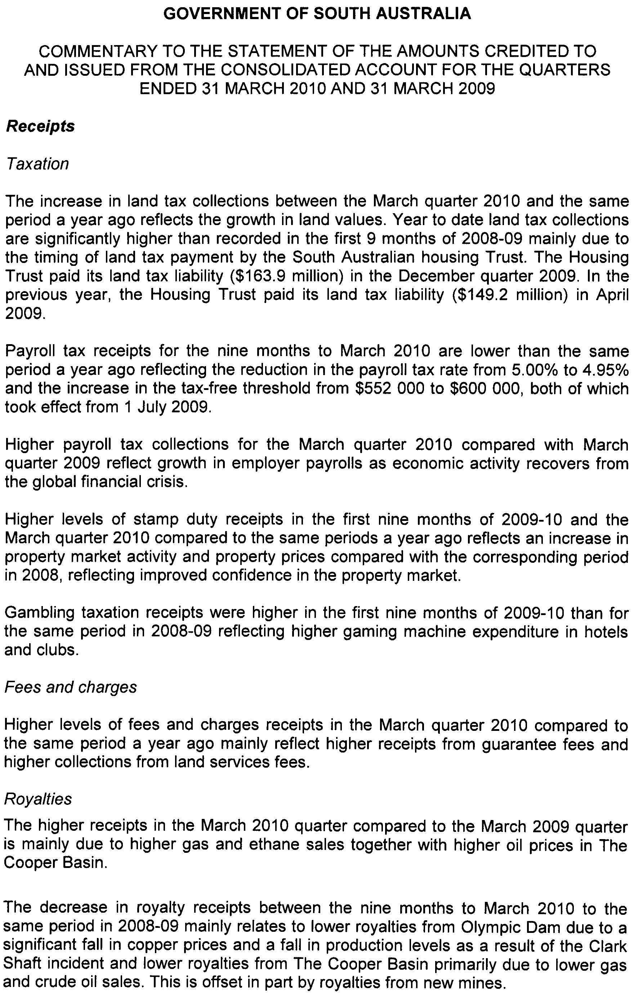 GOVERNMENT OF SOUTH AUSTRALIA
COMMENTARY TO THE STATEMENT OF THE AMOUNTS CREDITED TO
AND ISSUED FROM THE CONSOLIDATED ACCOUNT FOR THE QUARTERS
ENDED 31 MARCH 2010 AND 31 MARCH 2009
Receipts
Taxation
The increase in land tax collections between the March quarter 2010 and the same
period a year ago reflects the growth in land values. Year to date land tax collections
are significantly higher than recorded in the first 9 months of 2008-09 mainly due to
the timing of land tax payment by the South Australian housing Trust. The Housing
Trust paid its land tax liability ($163.9 million) in the December quarter 2009. In the
previous year, the Housing Trust paid its land tax liability ($149.2 million) in April
2009.
Payroll tax receipts for the nine months to March 2010 are lower than the same
period a year ago reflecting the reduction in the payroll tax rate from 5.00% to 4.95%
and the increase in the tax-free threshold from $552 000 to $600 000, both of which
took effect from 1 July 2009.
Higher payroll tax collections for the March quarter 2010 compared with March
quarter 2009 reflect growth in employer payrolls as economic activity recovers from
the global financial crisis.
Higher levels of stamp duty receipts in the first nine months of 2009-10 and the
March quarter 2010 compared to the same periods a year ago reflects an increase in
property market activity and property prices compared with the corresponding period
in 2008, reflecting improved confidence in the property market.
Gambling taxation receipts were higher in the first nine months of 2009-10 than for
the same period in 2008-09 reflecting higher gaming machine expenditure in hotels
and clubs.
Fees and charges
Higher levels of fees and charges receipts in the March quarter 2010 compared to
the same period a year ago mainly reflect higher receipts from guarantee fees and
higher collections from land services fees.
Royalties
The higher receipts in the March 2010 quarter compared to the March 2009 quarter
is mainly due to higher gas and ethane sales together with higher oil prices in The
Cooper Basin.
The decrease in royalty receipts between the nine months to March 2010 to the
same period in 2008-09 mainly relates to lower royalties from Olympic Dam due to a
significant fall in copper prices and a fall in production levels as a result of the Clark
Shaft incident and lower royalties from The Cooper Basin primarily due to lower gas
and crude oil sales. This is offset in part by royalties from new mines.